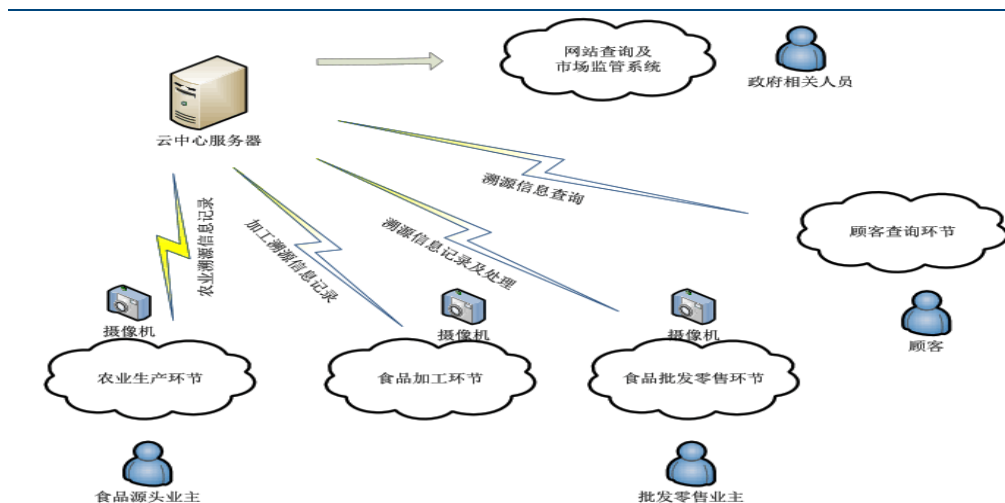 网站查询及
市场监管系统
政府相关人员
云中心服务器
溯源信息查询
农业溯源信息记录
加工溯源信息记录
溯源信息记录及处理
顾客查询环节
摄像机
摄像机
摄像机
顾客
农业生产环节
食品加工环节
食品批发零售环节
食品源头业主
批发零售业主